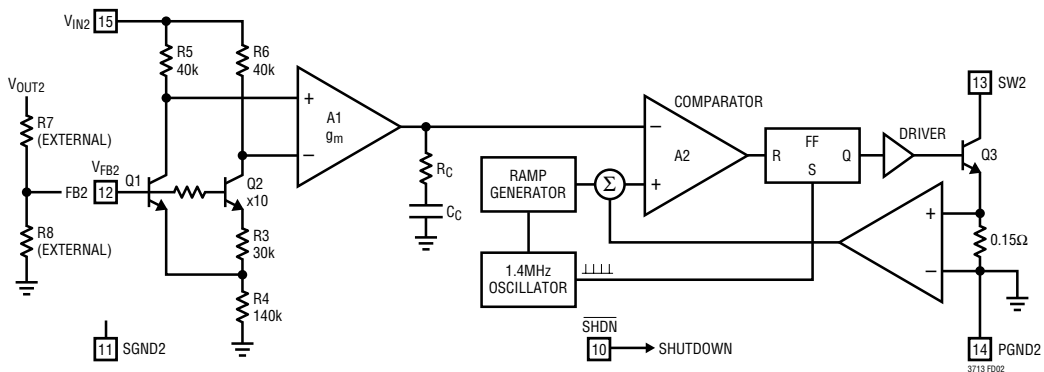 VIN2 15
R5
40k
R6
40k
VOUT2
R7
(EXTERNAL)
VFB2
FB2 12
Q1
Q2
x10
R8
(EXTERNAL)
R3
30k
R4
140k
11 SGND2
+
A1
gm
−
RC
CC
RAMP
GENERATOR
Σ
1.4MHz
OSCILLATOR
COMPARATOR
−
A2
+
R FF Q
S
DRIVER
13 SW2
Q3
+
−
0.15Ω
SHDN
10 SHUTDOWN
14 PGND2
3713 FD02